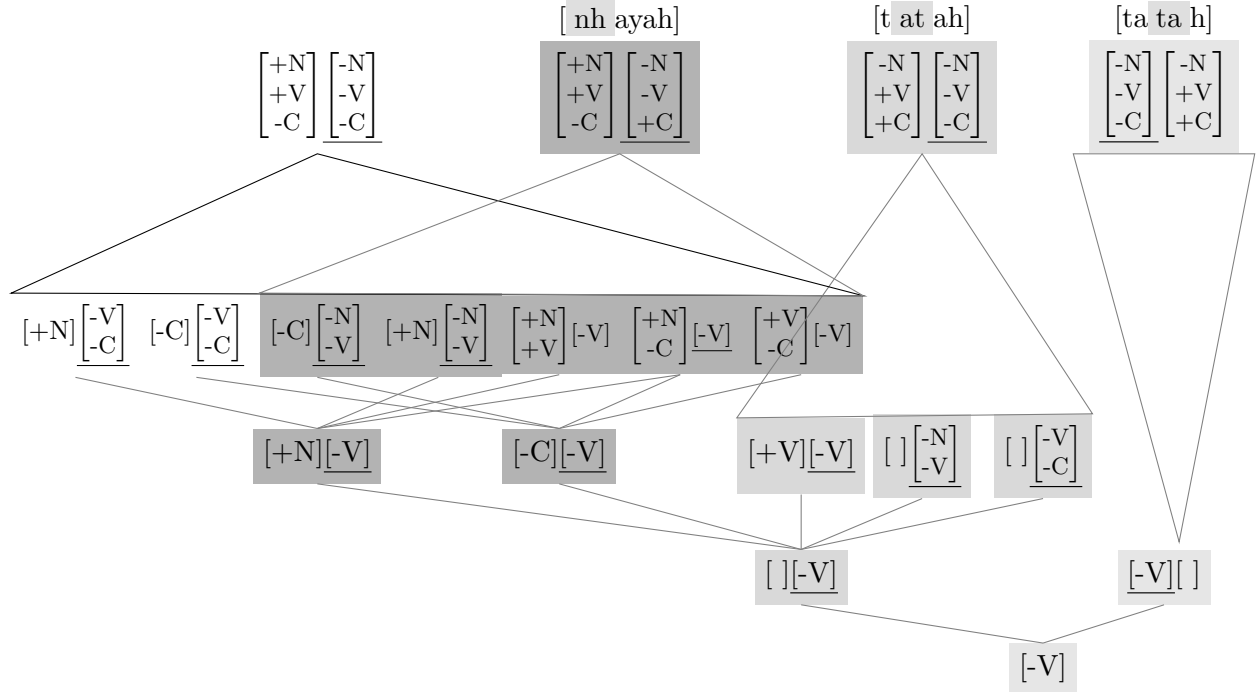 [ nh ayah] [t at ah] [ta ta h]
[+N +V -C] [-N -V -C] [+N +V -C] [-N -V +C] [-N +V +C] [-N -V -C] [-N -V -C] [-N +V +C]
[+N][-V -C] [-C][-V -C] [-C][-N -V] [+N][-N -V] [+N +V][-V] [+N -C][-V] [+V -C][-V]
[+N][-V] [-C][-V] [+V][-V] [ ][-N -V] [ ][-V -C]
[ ][-V] [-V][ ]
[-V]